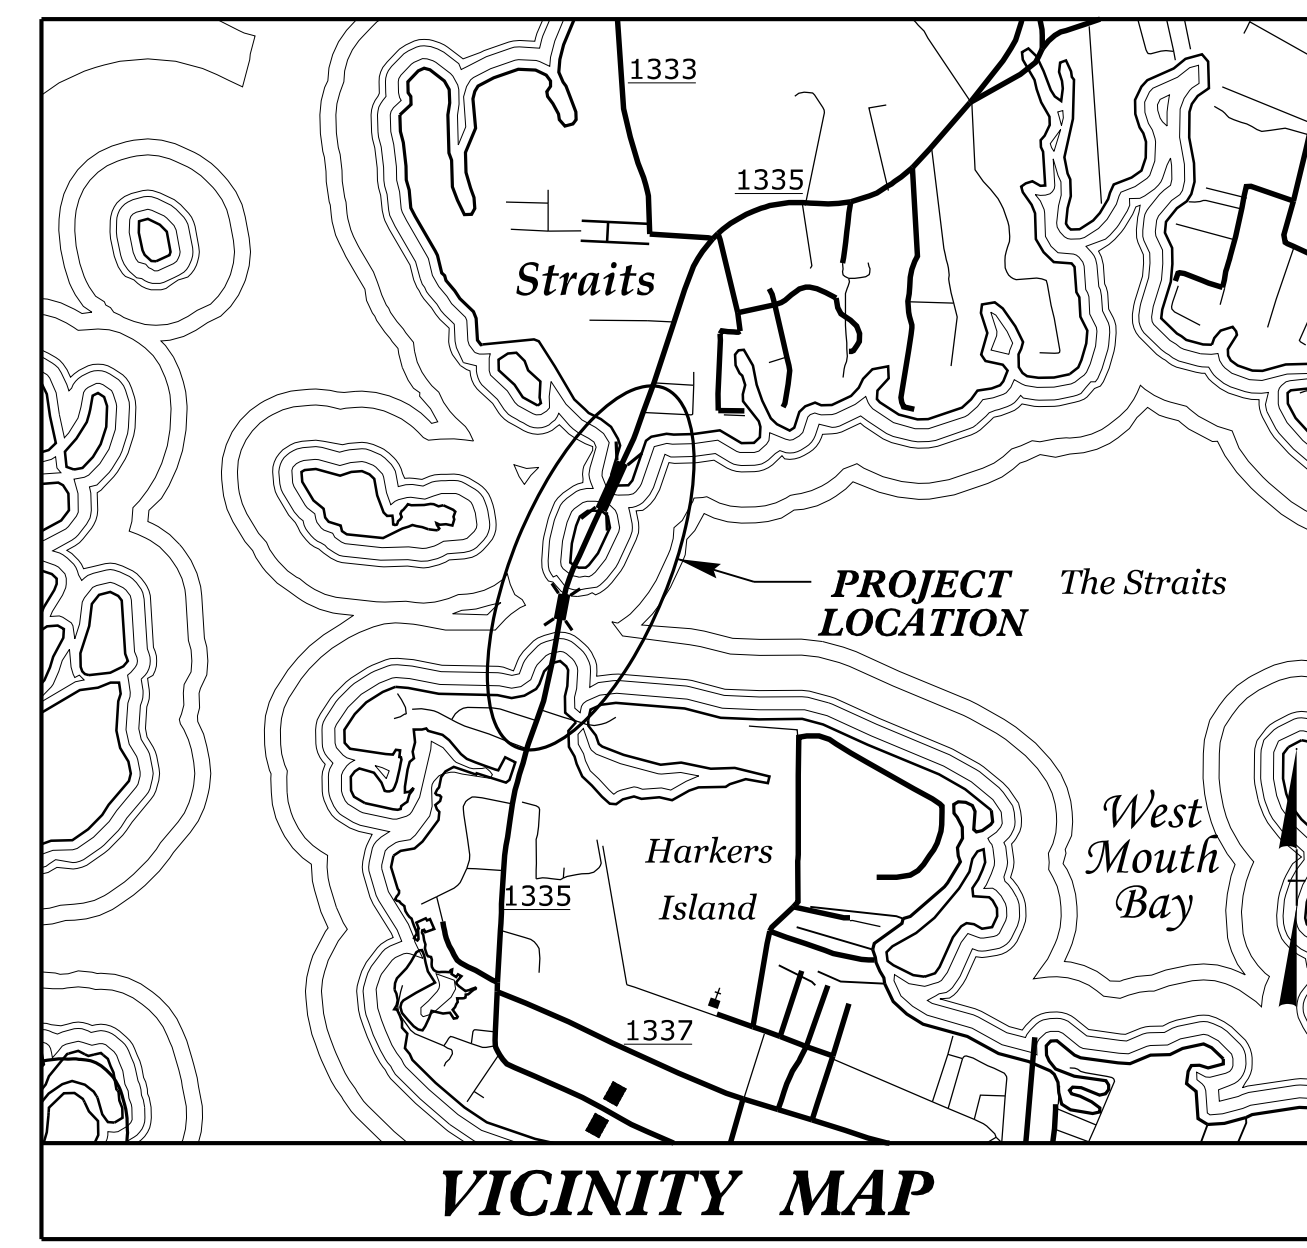 1333
1335
Straits
PROJECT
LOCATION
The Straits
West
Mouth
Bay
Harkers
Island
1335
1337
VICINITY MAP